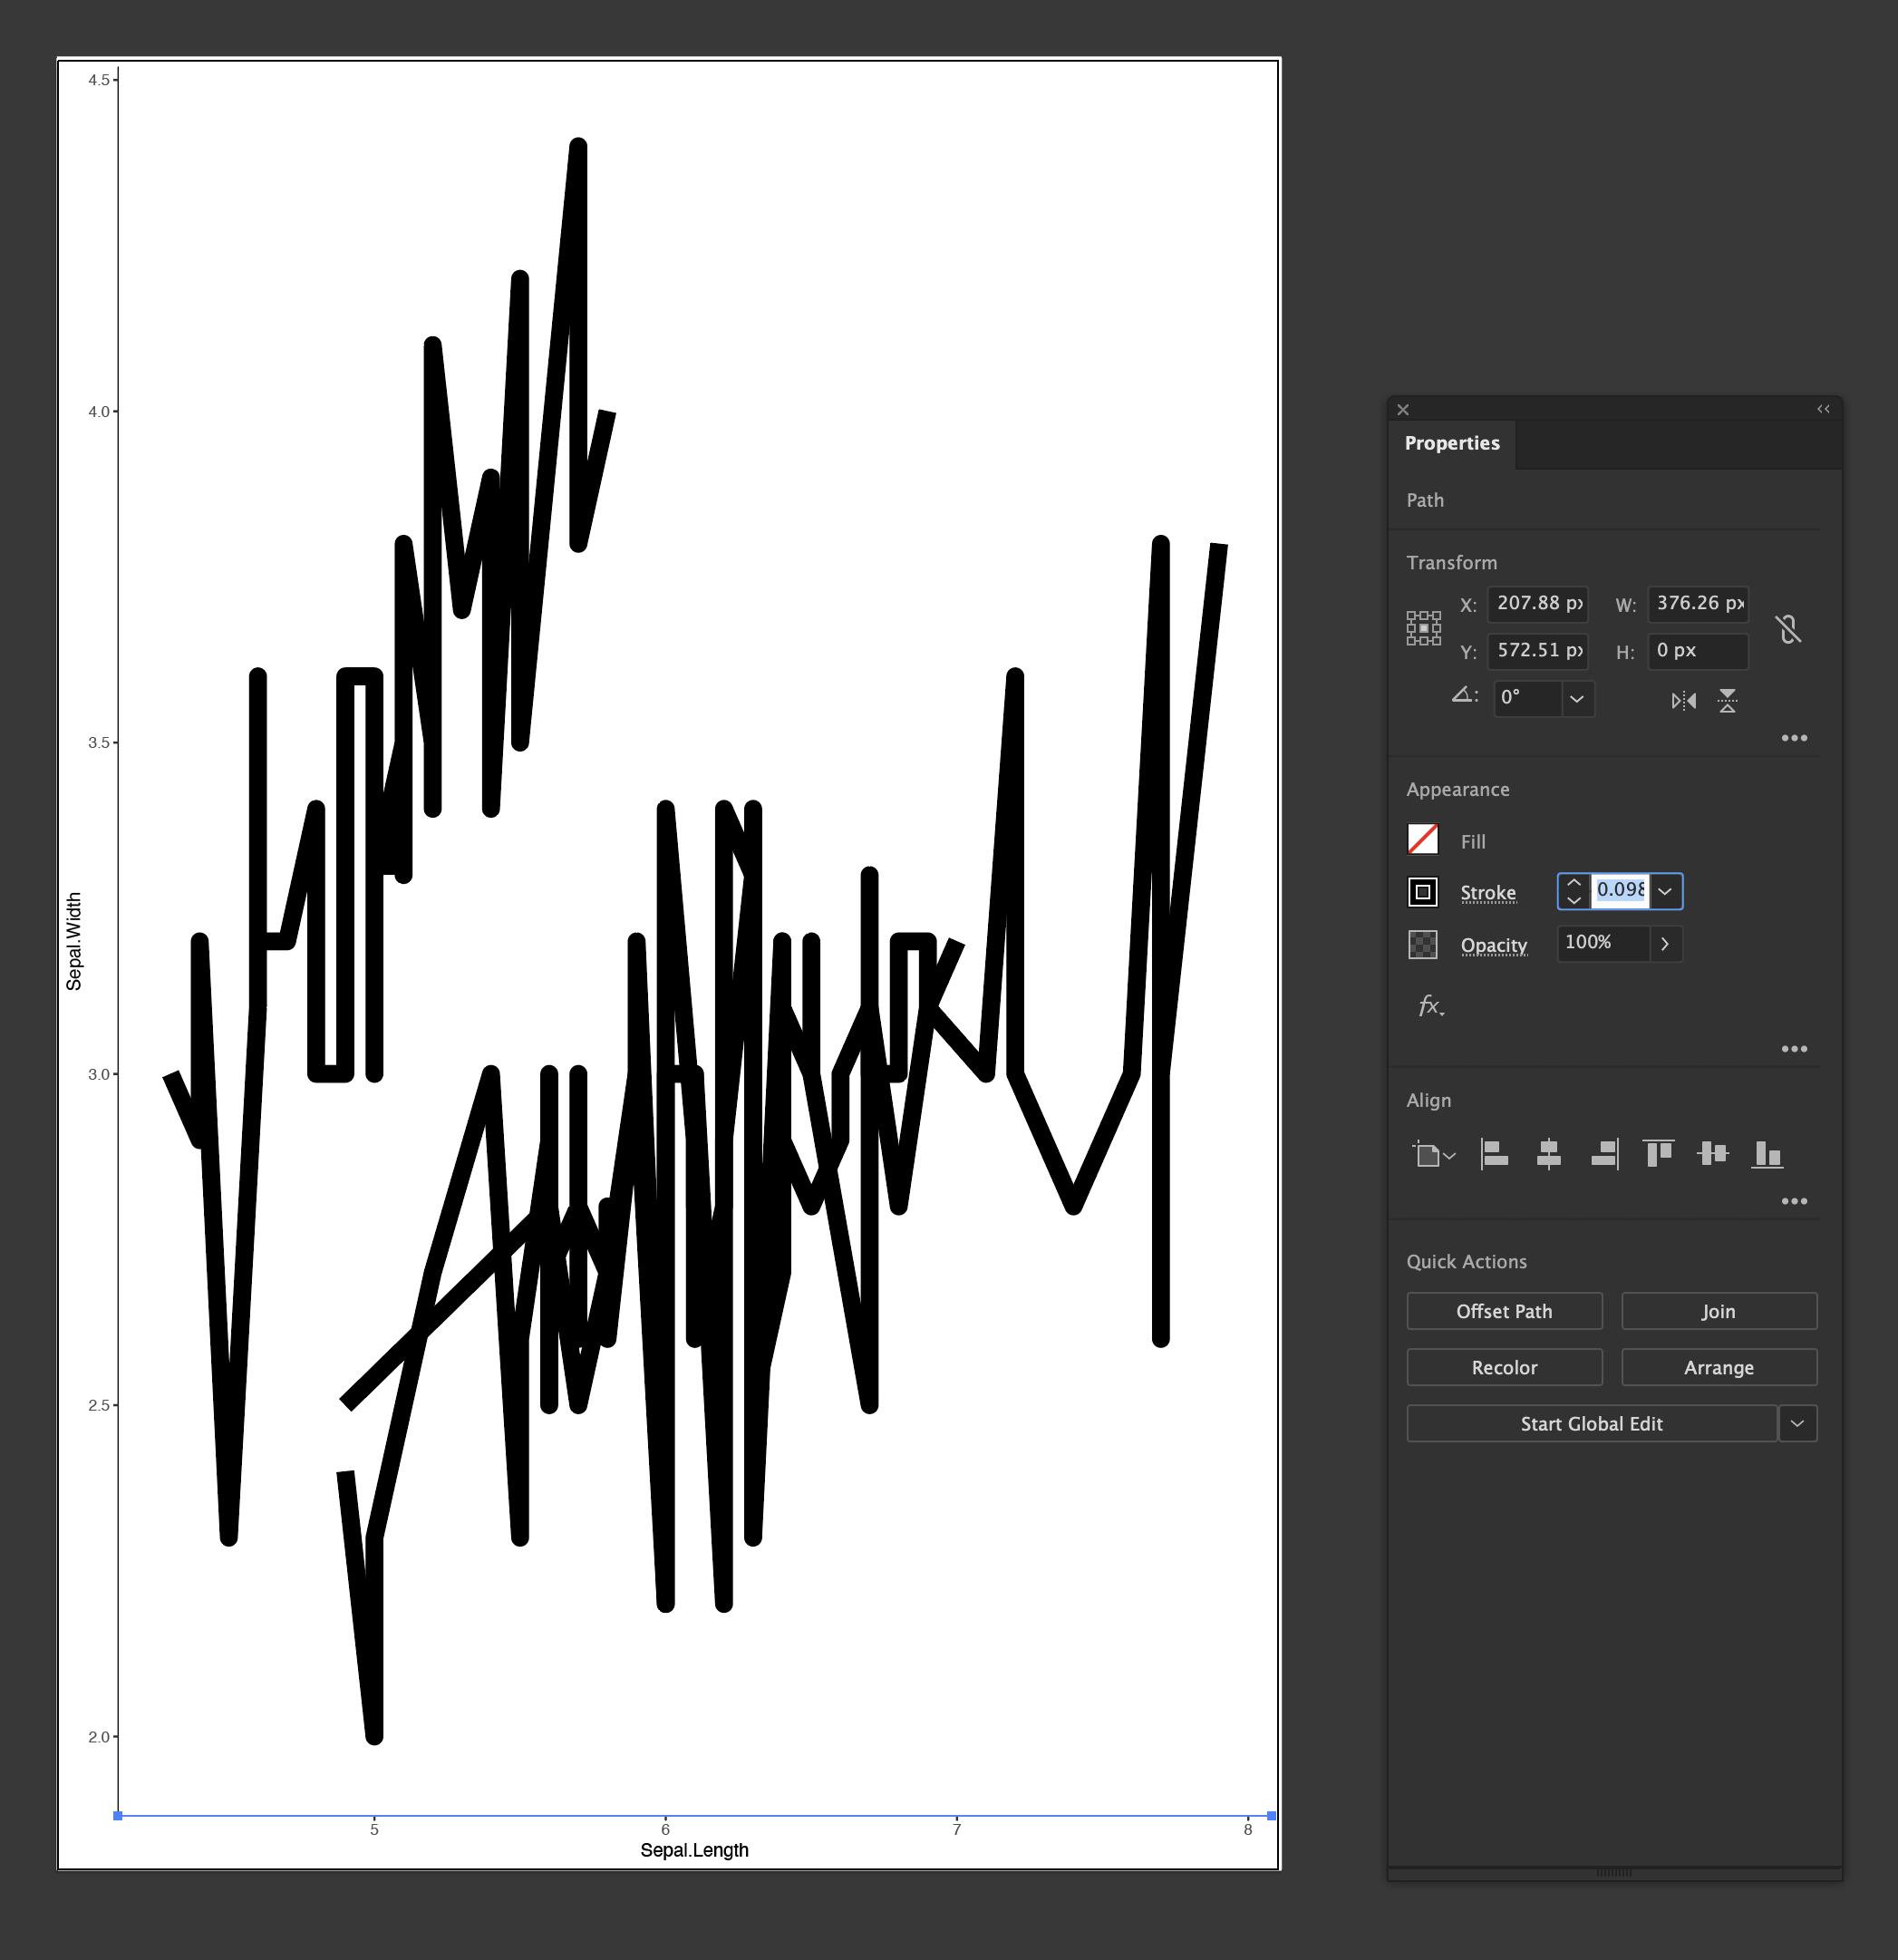 4.5
4.0
3.5
3.0
2.5
2.0
Sepal.Width
5 6 7 8
Sepal.Length
Properties
Path
Transform
X: 207.88 px W: 376.26 px
Y: 572.51 px H: 0 px
0°
Appearance
Fill
Stroke 0.098
Opacity 100%
fx.
Align
Quick Actions
Offset Path Join
Recolor Arrange
Start Global Edit